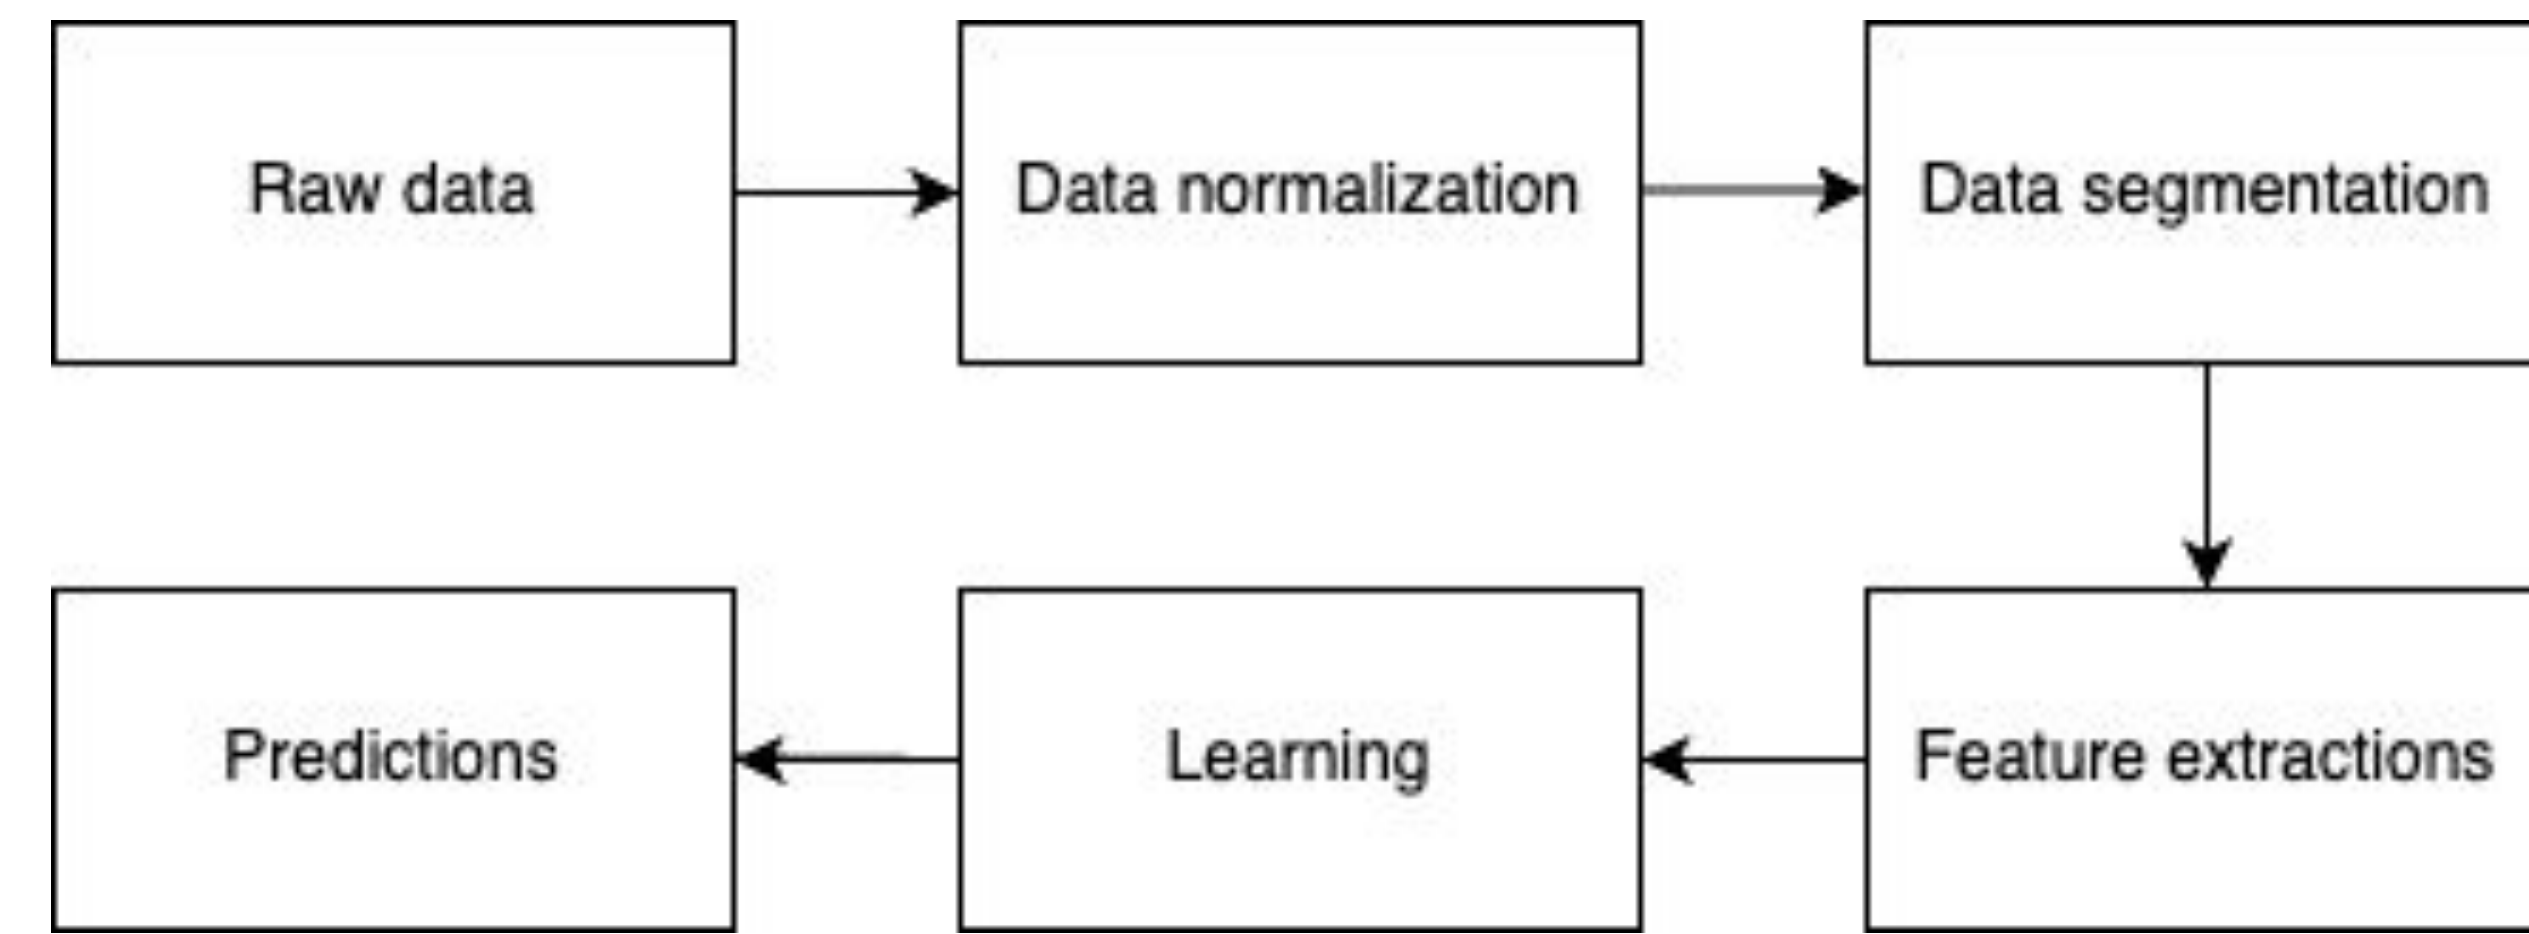 Raw data
Data normalization
Data segmentation
Feature extractions
Learning
Predictions